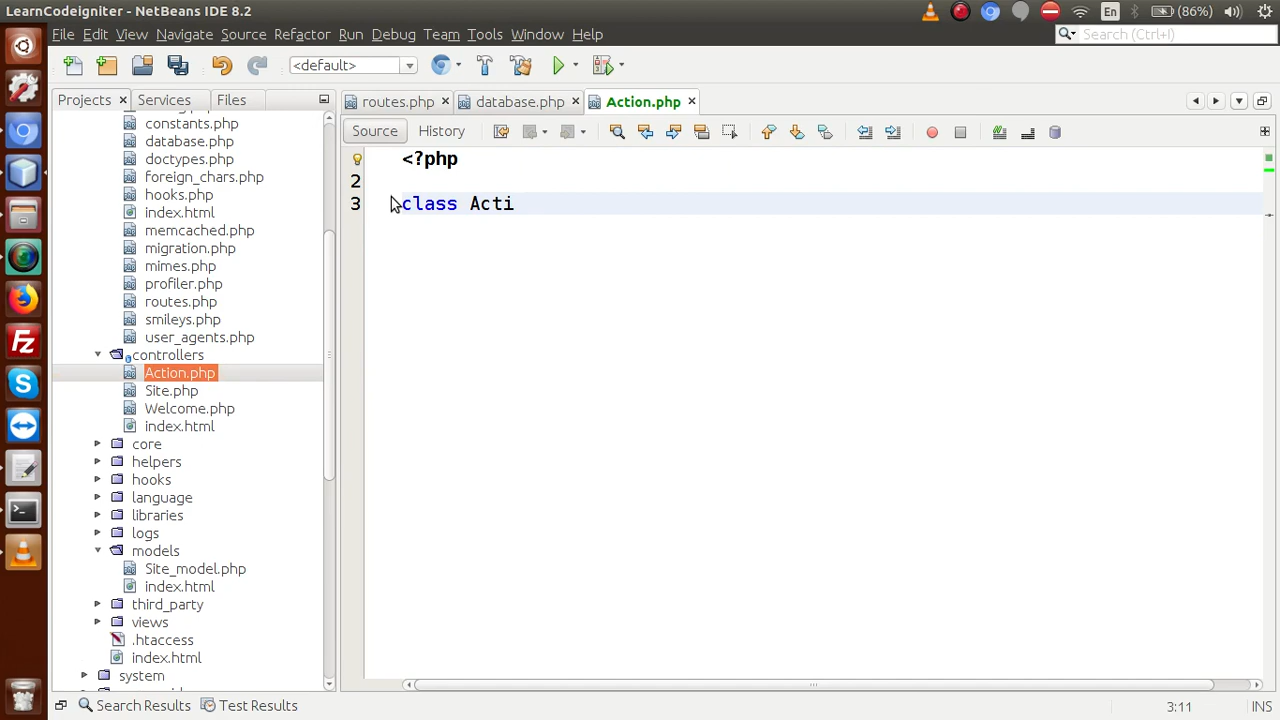 LearnCodeigniter - NetBeans IDE 8.2
En
(86%)
File Edit View Navigate Source Refactor Run Debug Team Tools Window Help
Search (Ctrl+I)
<default>
Projects Services Files
routes.php database.php Action.php
Source History
constants.php
database.php
doctypes.php
foreign_chars.php
hooks.php
index.html
memcached.php
migration.php
mimes.php
profiler.php
routes.php
smileys.php
user_agents.php
controllers
Action.php
Site.php
Welcome.php
index.html
core
helpers
hooks
language
libraries
logs
models
Site_model.php
index.html
third_party
views
.htaccess
index.html
system
<?php
2
3 class Acti
Search Results Test Results
3:11 INS